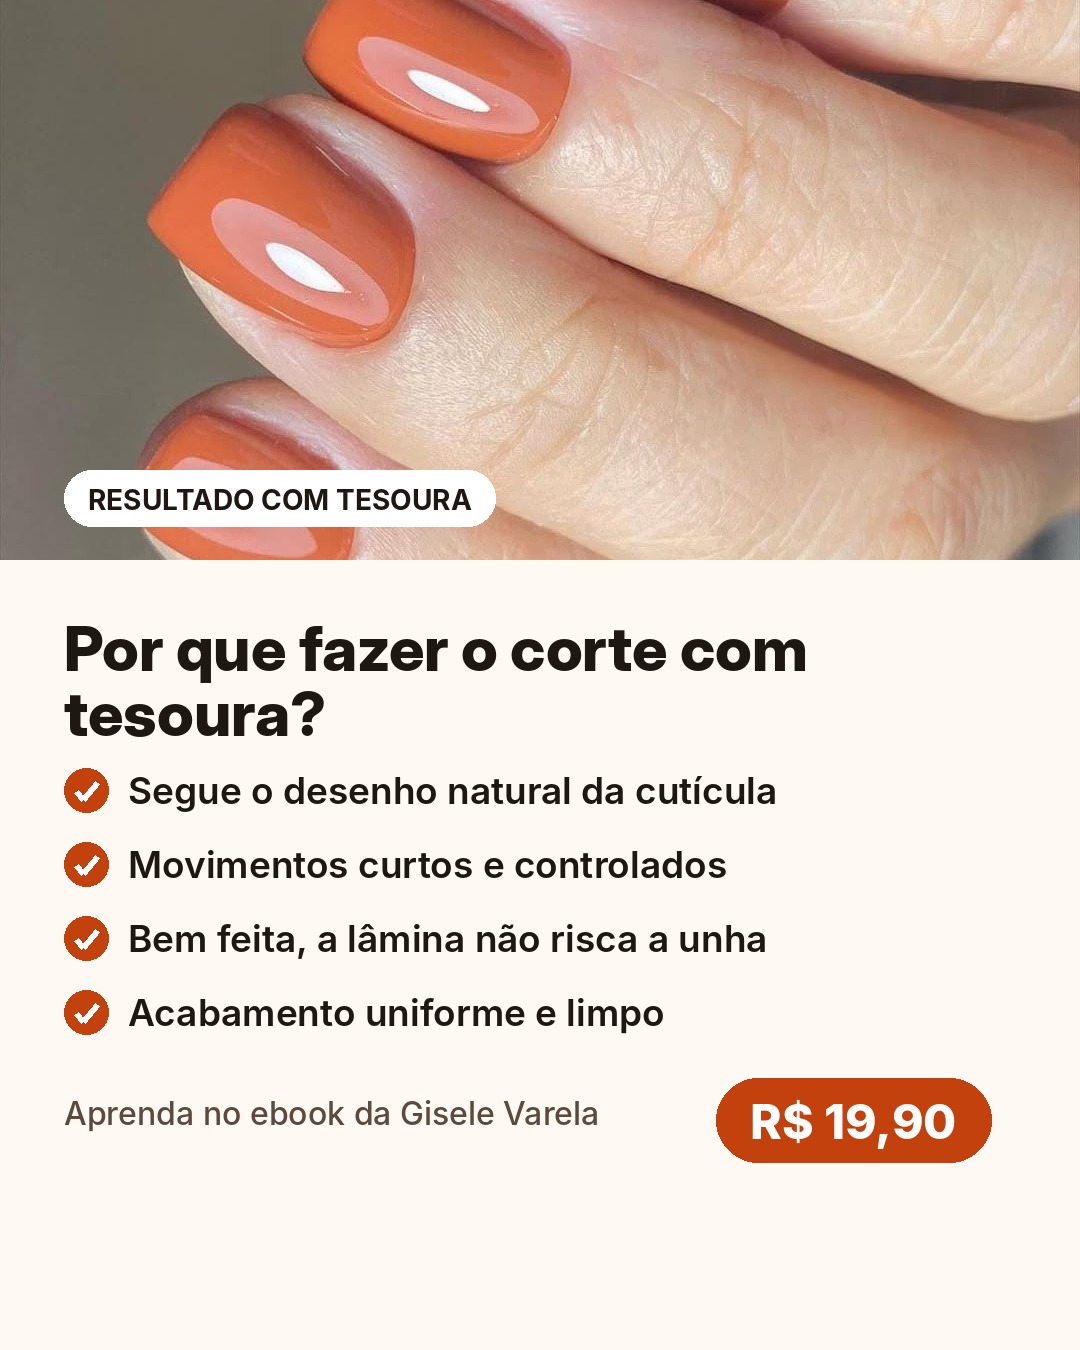 RESULTADO COM TESOURA
Por que fazer o corte com
tesoura?
Segue o desenho natural da cutícula
Movimentos curtos e controlados
Bem feita, a lâmina não risca a unha
Acabamento uniforme e limpo
Aprenda no ebook da Gisele Varela
R$ 19,90